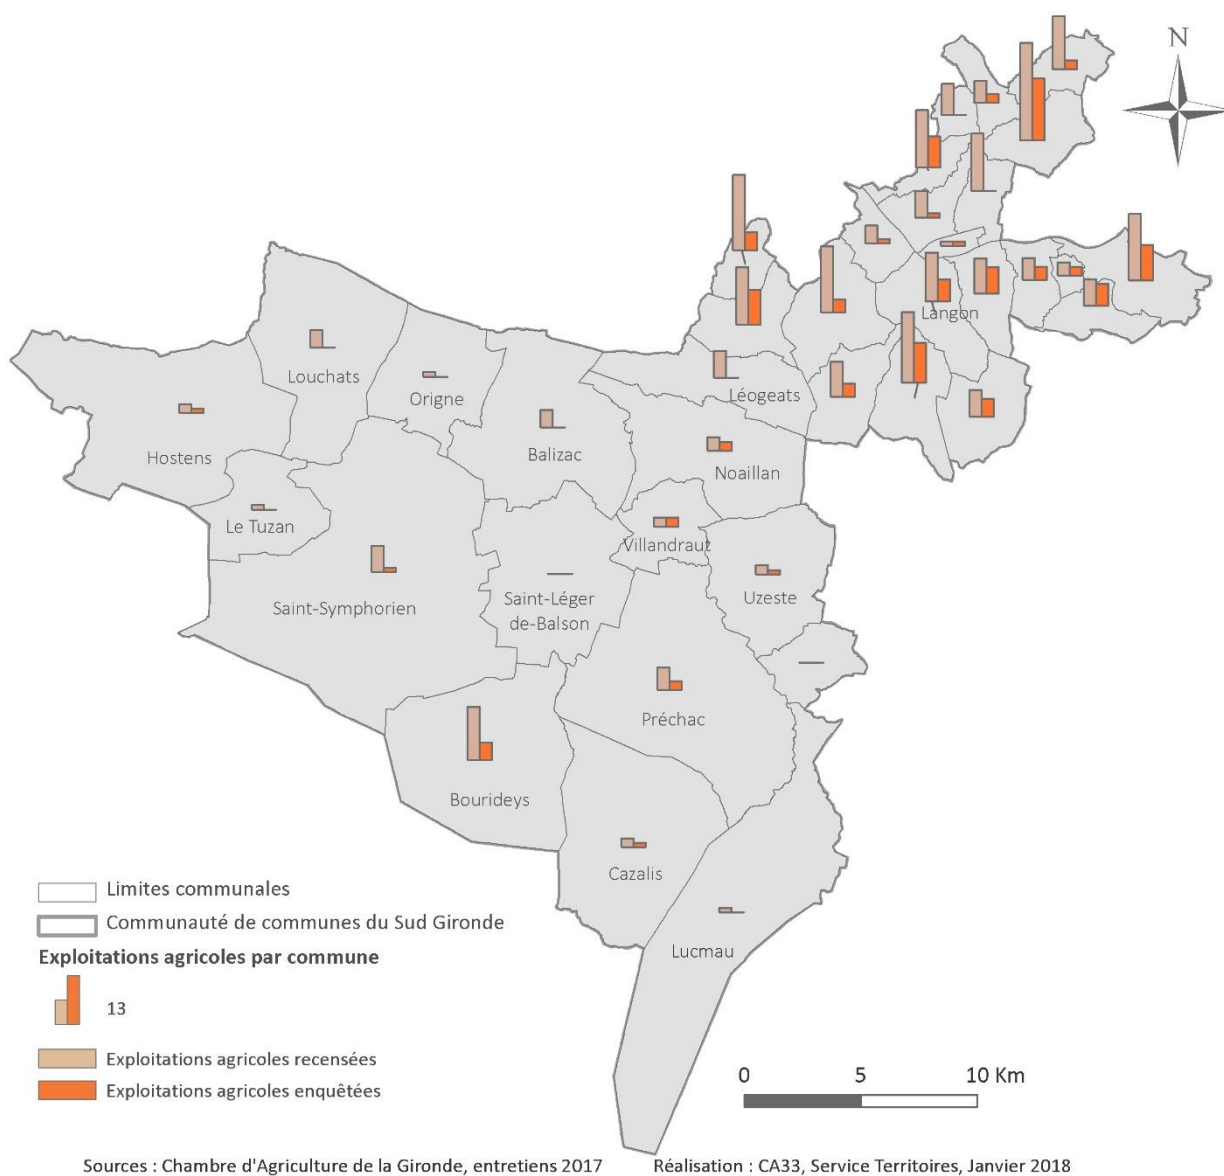 N
Langon
Louchats
Origne
Léogeats
Hostens
Balizac
Noaillan
Le Tuzan
Villandraut
Saint-Symphorien
Saint-Léger
de-Balson
Uzeste
Préchac
Bourideys
Cazalis
Lucmau
Limites communales
Communauté de communes du Sud Gironde
Exploitations agricoles par commune
13
Exploitations agricoles recensées
Exploitations agricoles enquêtées
0 5 10 Km
Sources : Chambre d'Agriculture de la Gironde, entretiens 2017 Réalisation : CA33, Service Territoires, Janvier 2018